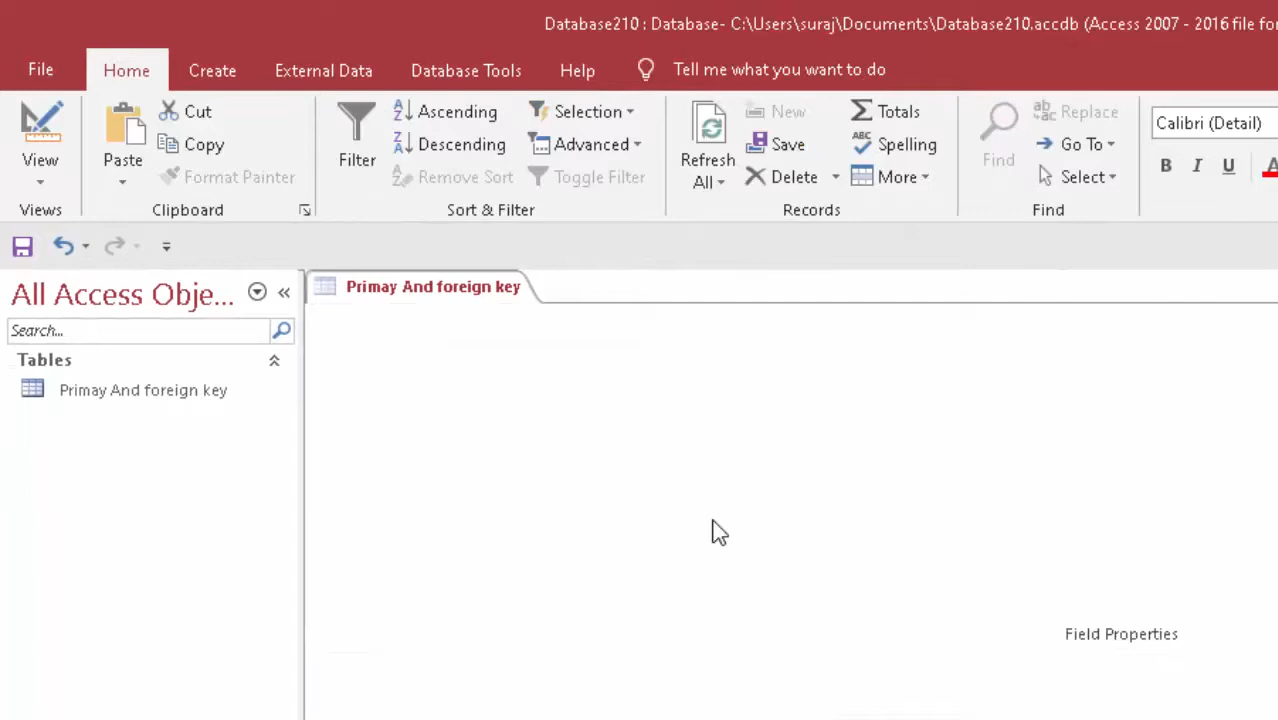 Database210 : Database- C:\Users\suraj\Documents\Database210.accdb (Access 2007 - 2016 file for
File Home Create External Data Database Tools Help Tell me what you want to do
View
Views
Paste
Cut
Copy
Format Painter
Clipboard
Filter
Ascending
Descending
Remove Sort
Selection
Advanced
Toggle Filter
Sort & Filter
Refresh
All
New
Save
Delete
Totals
Spelling
More
Records
Find
Replace
Go To
Select
Find
Calibri (Detail)
B I U A
All Access Obje...
Search...
Tables
Primay And foreign key
Primay And foreign key
Field Properties